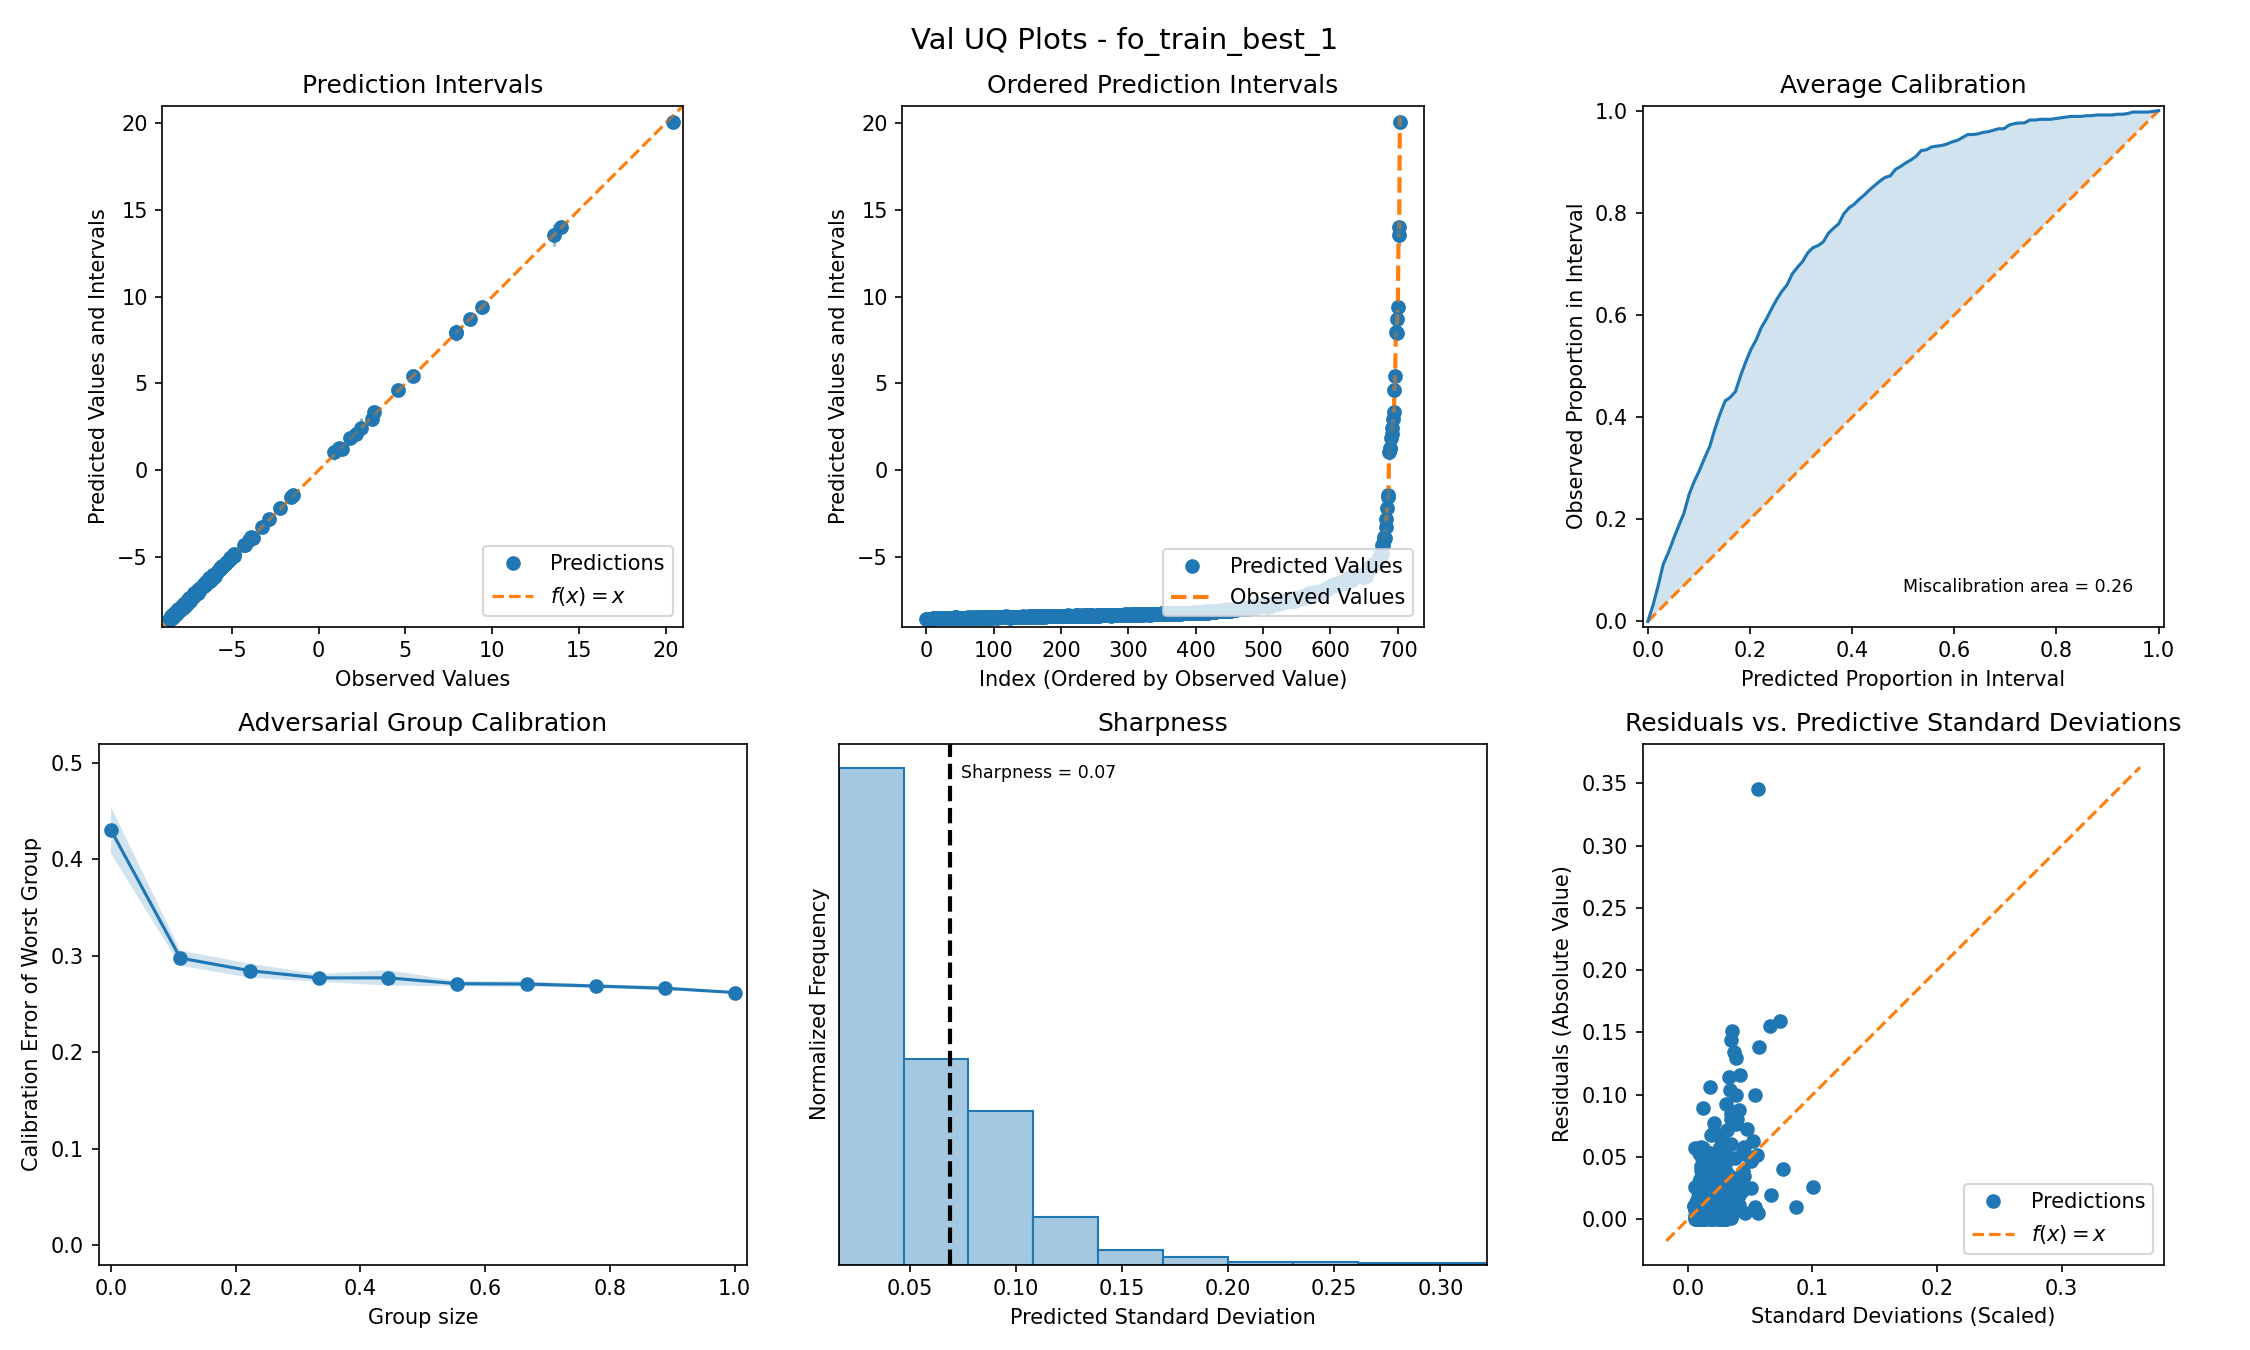 Val UQ Plots - fo_train_best_1
Prediction Intervals
Predicted Values and Intervals
20
15
10
5
0
−5
−5
0
5
10
15
20
Observed Values
Predictions
f(x) = x
Ordered Prediction Intervals
Predicted Values and Intervals
20
15
10
5
0
−5
0
100
200
300
400
500
600
700
Index (Ordered by Observed Value)
Predicted Values
Observed Values
Average Calibration
Observed Proportion in Interval
1.0
0.8
0.6
0.4
0.2
0.0
0.0
0.2
0.4
0.6
0.8
1.0
Predicted Proportion in Interval
Miscalibration area = 0.26
Adversarial Group Calibration
Calibration Error of Worst Group
0.5
0.4
0.3
0.2
0.1
0.0
0.0
0.2
0.4
0.6
0.8
1.0
Group size
Sharpness
Normalized Frequency
Sharpness = 0.07
0.05
0.10
0.15
0.20
0.25
0.30
Predicted Standard Deviation
Residuals vs. Predictive Standard Deviations
Residuals (Absolute Value)
0.35
0.30
0.25
0.20
0.15
0.10
0.05
0.00
0.0
0.1
0.2
0.3
Standard Deviations (Scaled)
Predictions
f(x) = x